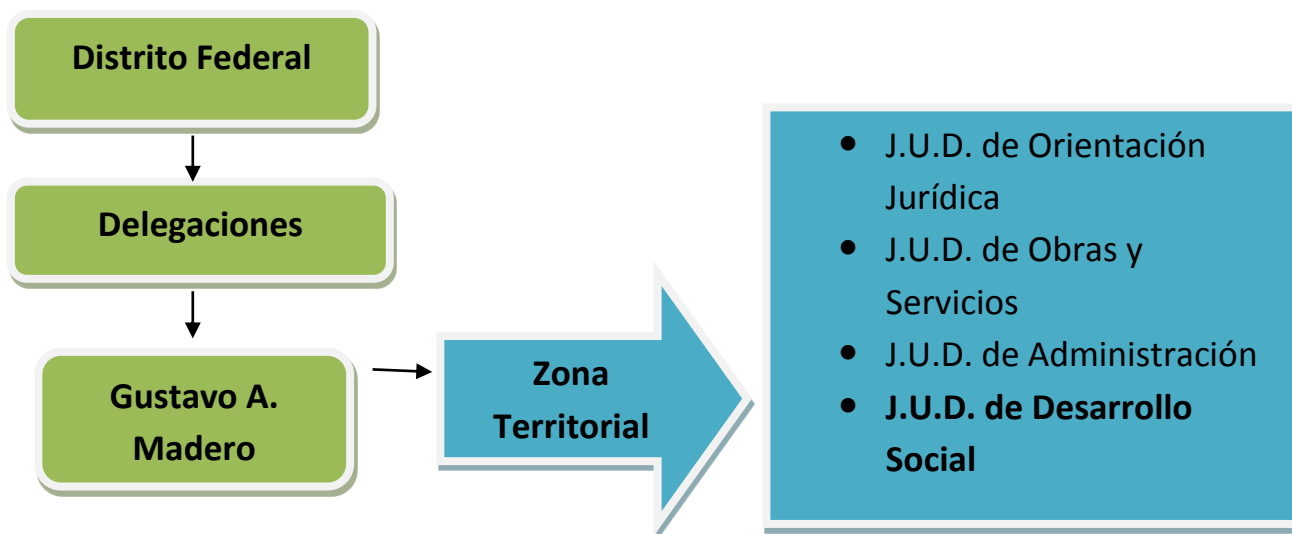 Distrito Federal
Delegaciones
Gustavo A.
Madero
Zona
Territorial
• J.U.D. de Orientación
Jurídica
• J.U.D. de Obras y
Servicios
• J.U.D. de Administración
• J.U.D. de Desarrollo
Social